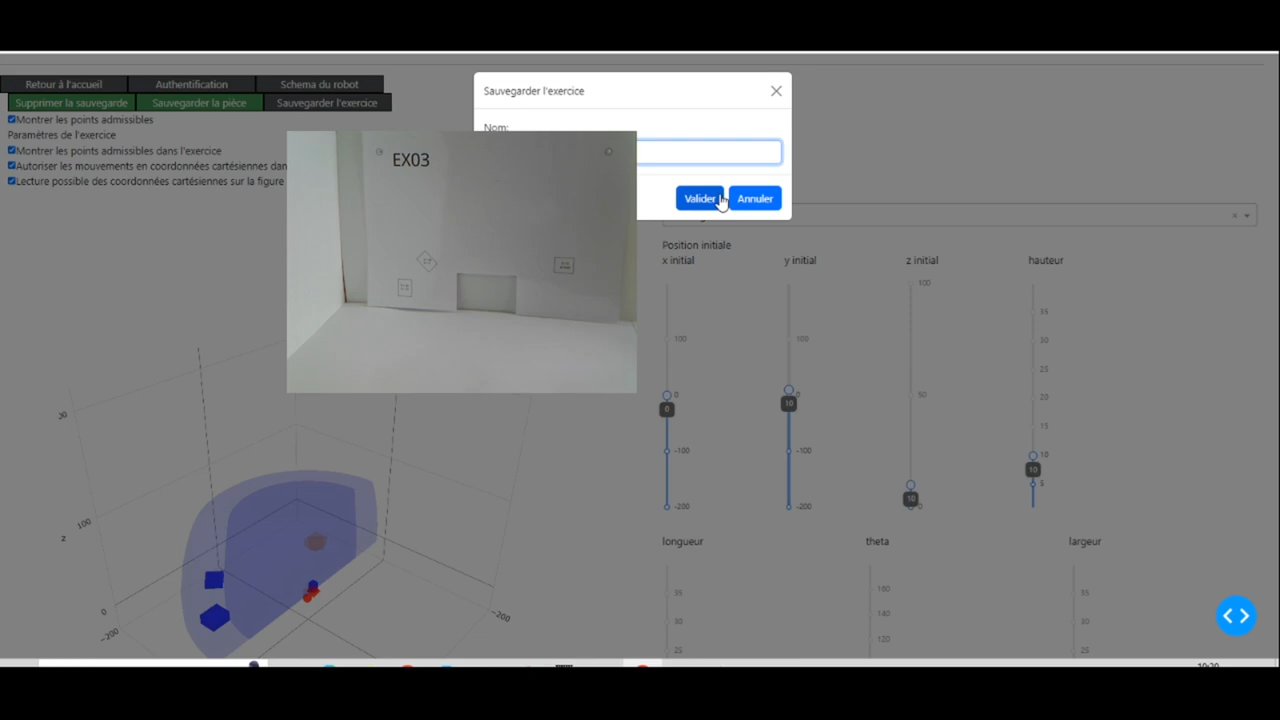 Retour à l'accueil
Authentification
Schema du robot
Supprimer la sauvegarde
Sauvegarder la pièce
Sauvegarder l'exercice
Montrer les points admissibles
Paramètres de l'exercice
Montrer les points admissibles dans l'exercice
Autoriser les mouvements en coordonnées cartésiennes
Lecture possible des coordonnées cartésiennes sur la figure
Sauvegarder l'exercice
Nom:
Valider
Annuler
EX03
Position initiale
x initial
y initial
z initial
hauteur
100
0
0
-100
-200
100
0
10
-100
-200
100
50
10
0
35
30
25
20
15
10
10
5
longueur
theta
largeur
35
30
25
160
140
120
35
30
25
100
z
0
-200
-200